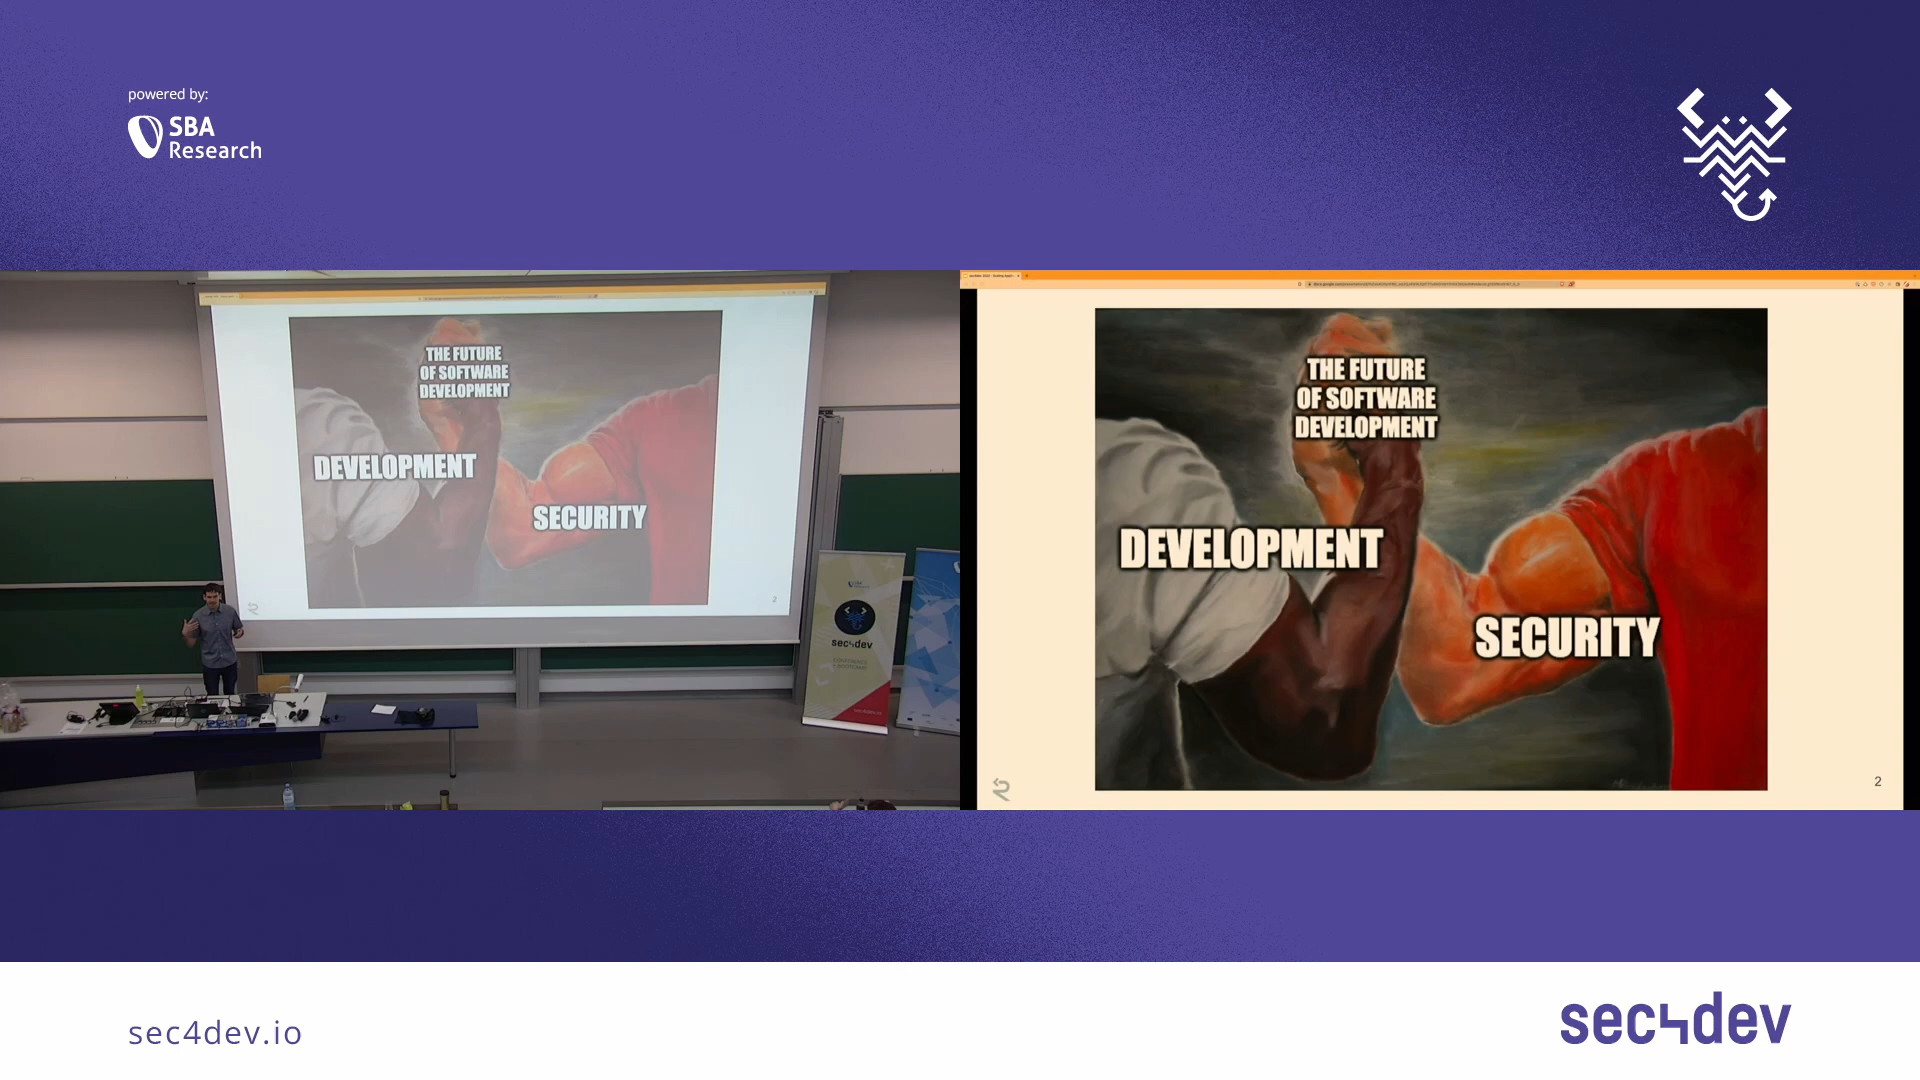 powered by:
SBA
Research
THE FUTURE
OF SOFTWARE
DEVELOPMENT
DEVELOPMENT
SECURITY
2
sec4dev
THE FUTURE
OF SOFTWARE
DEVELOPMENT
DEVELOPMENT
SECURITY
2
sec4dev.io
sec4dev